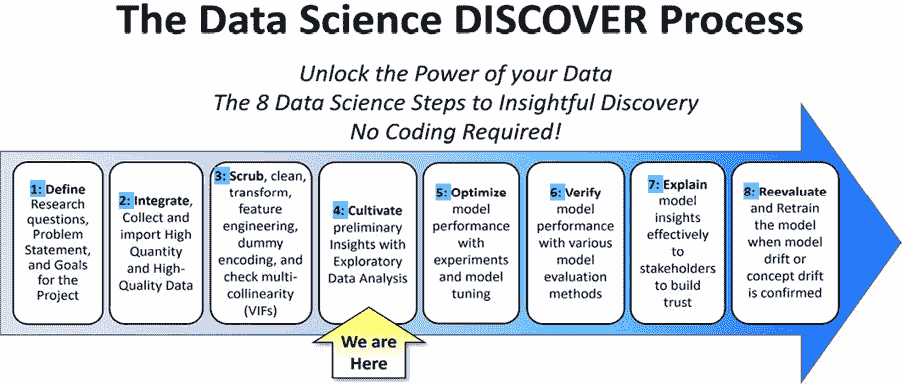 The Data Science DISCOVER Process
Unlock the Power of your Data
The 8 Data Science Steps to Insightful Discovery
No Coding Required!
1: Define
Research
questions,
Problem
Statement,
and Goals
for the
Project
2: Integrate,
Collect and
import High
Quantity
and High-
Quality Data
3: Scrub, clean,
transform,
feature
engineering,
dummy
encoding, and
check multi-
collinearity
(VIFs)
4: Cultivate
preliminary
Insights with
Exploratory
Data Analysis
5: Optimize
model
performance
with
experiments
and model
tuning
6: Verify
model
performance
with various
model
evaluation
methods
7: Explain
model
insights
effectively
to
stakeholders
to build
trust
8: Reevaluate
and Retrain
the model
when model
drift or
concept drift
is confirmed
We are
Here